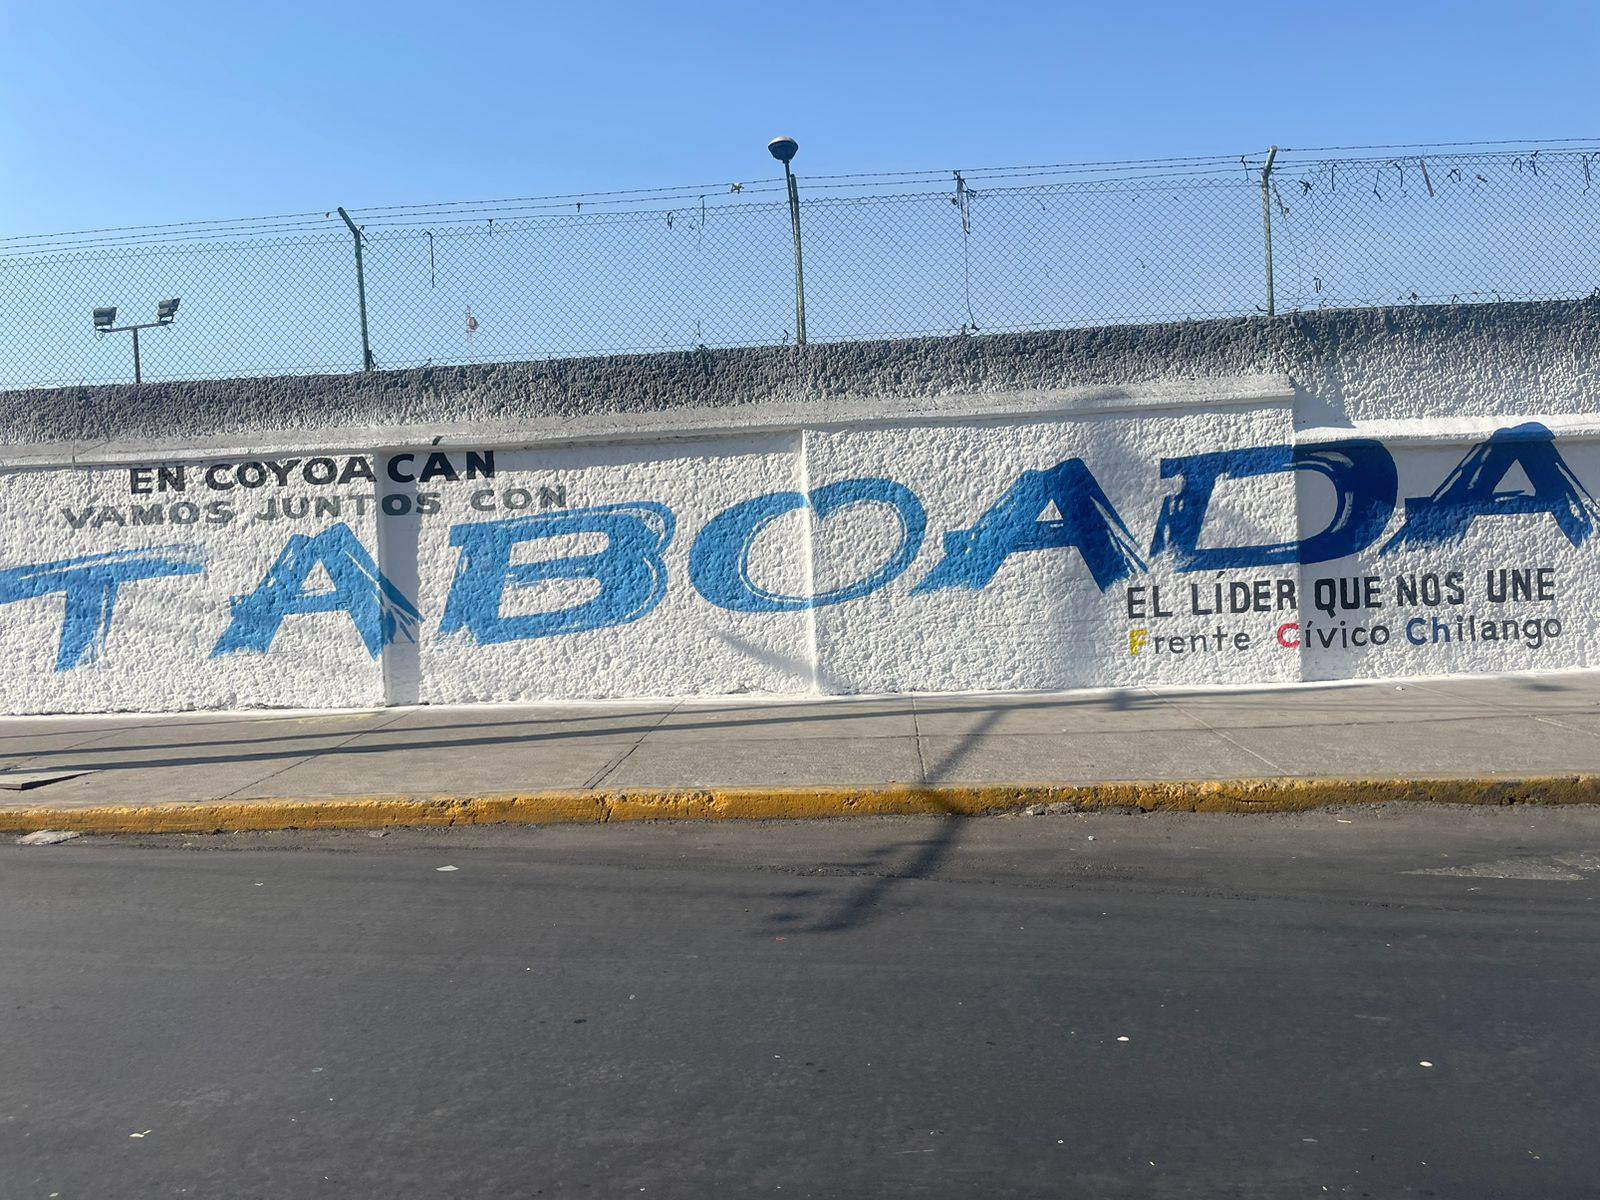 EN COYOACÁN
VAMOS JUNTOS CON
TABOADA
EL LÍDER QUE NOS UNE
Frente Cívico Chilango